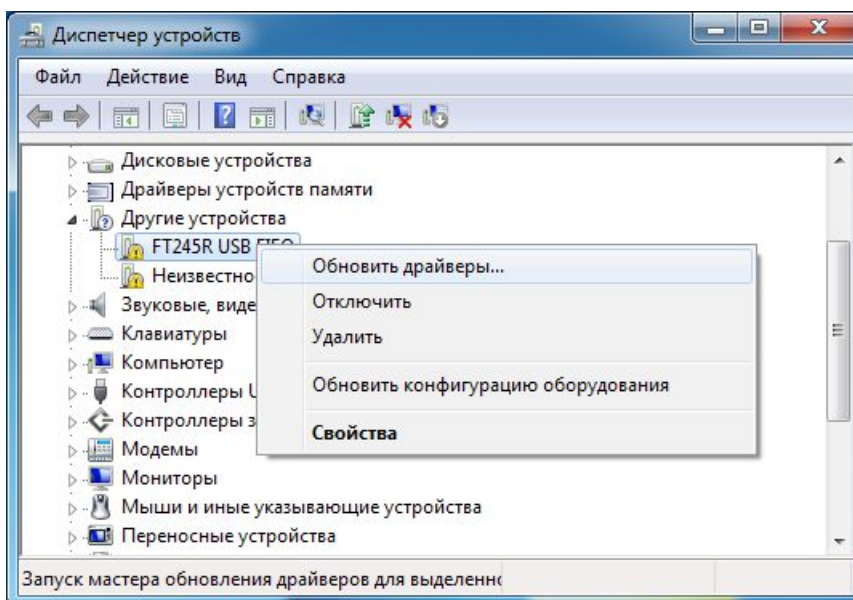 Диспетчер устройств
Файл Действие Вид Справка
Дисковые устройства
Драйверы устройств памяти
Другие устройства
FT245R USB FIFO
Неизвестно
Звуковые, виде
Клавиатуры
Компьютер
Контроллеры U
Контроллеры з
Модемы
Мониторы
Мыши и иные указывающие устройства
Переносные устройства
Обновить драйверы...
Отключить
Удалить
Обновить конфигурацию оборудования
Свойства
Запуск мастера обновления драйверов для выделенно